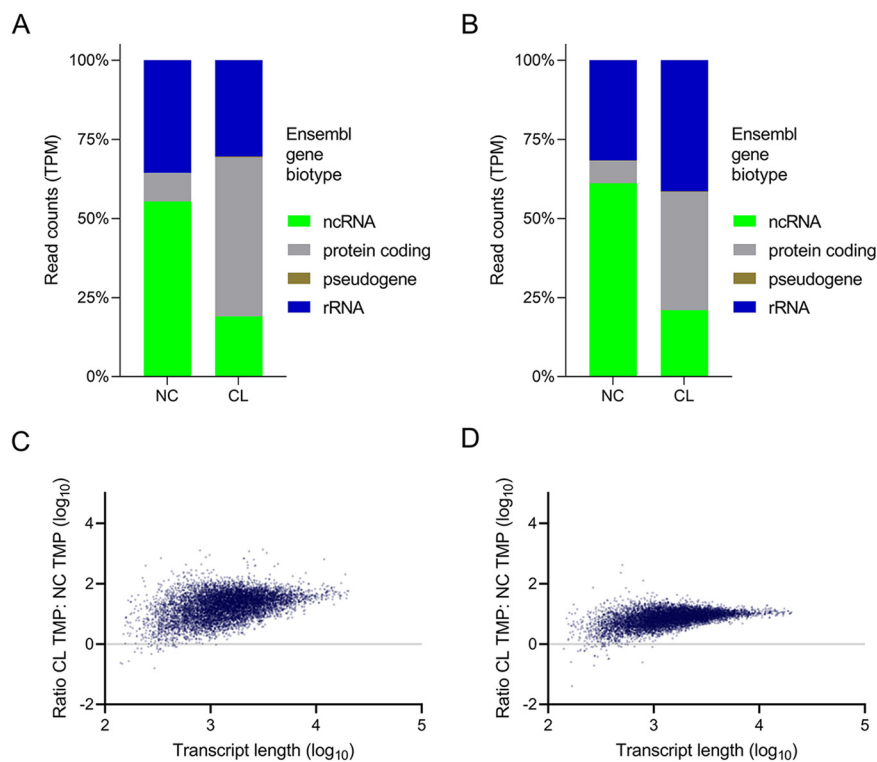 A
B
100%
75%
50%
25%
0%
Read counts (TPM)
NC
CL
Ensembl
gene
biotype
ncRNA
protein coding
pseudogene
rRNA
100%
75%
50%
25%
0%
Read counts (TPM)
NC
CL
Ensembl
gene
biotype
ncRNA
protein coding
pseudogene
rRNA
C
D
Ratio CL TMP: NC TMP (log10)
4
2
0
-2
2
3
4
5
Transcript length (log10)
Ratio CL TMP: NC TMP (log10)
4
2
0
-2
2
3
4
5
Transcript length (log10)